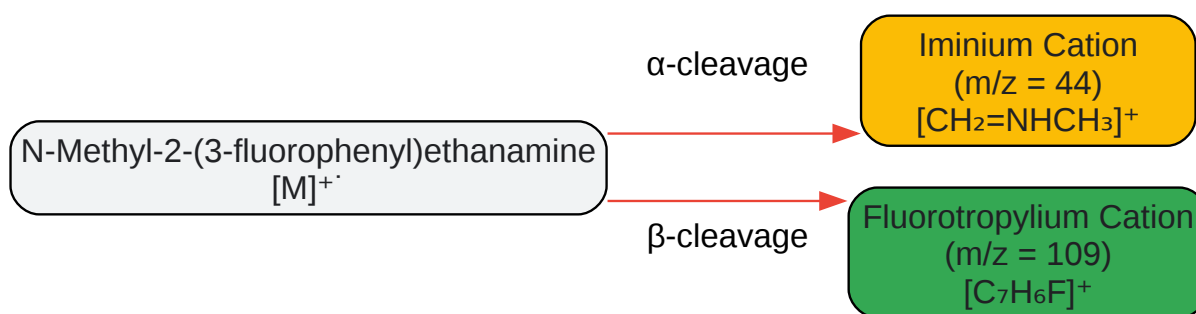 α-cleavage
Iminium Cation
(m/z = 44)
[CH₂=NHCH₃]⁺
N-Methyl-2-(3-fluorophenyl)ethanamine
[M]⁺˙
β-cleavage
Fluorotropylium Cation
(m/z = 109)
[C₇H₆F]⁺